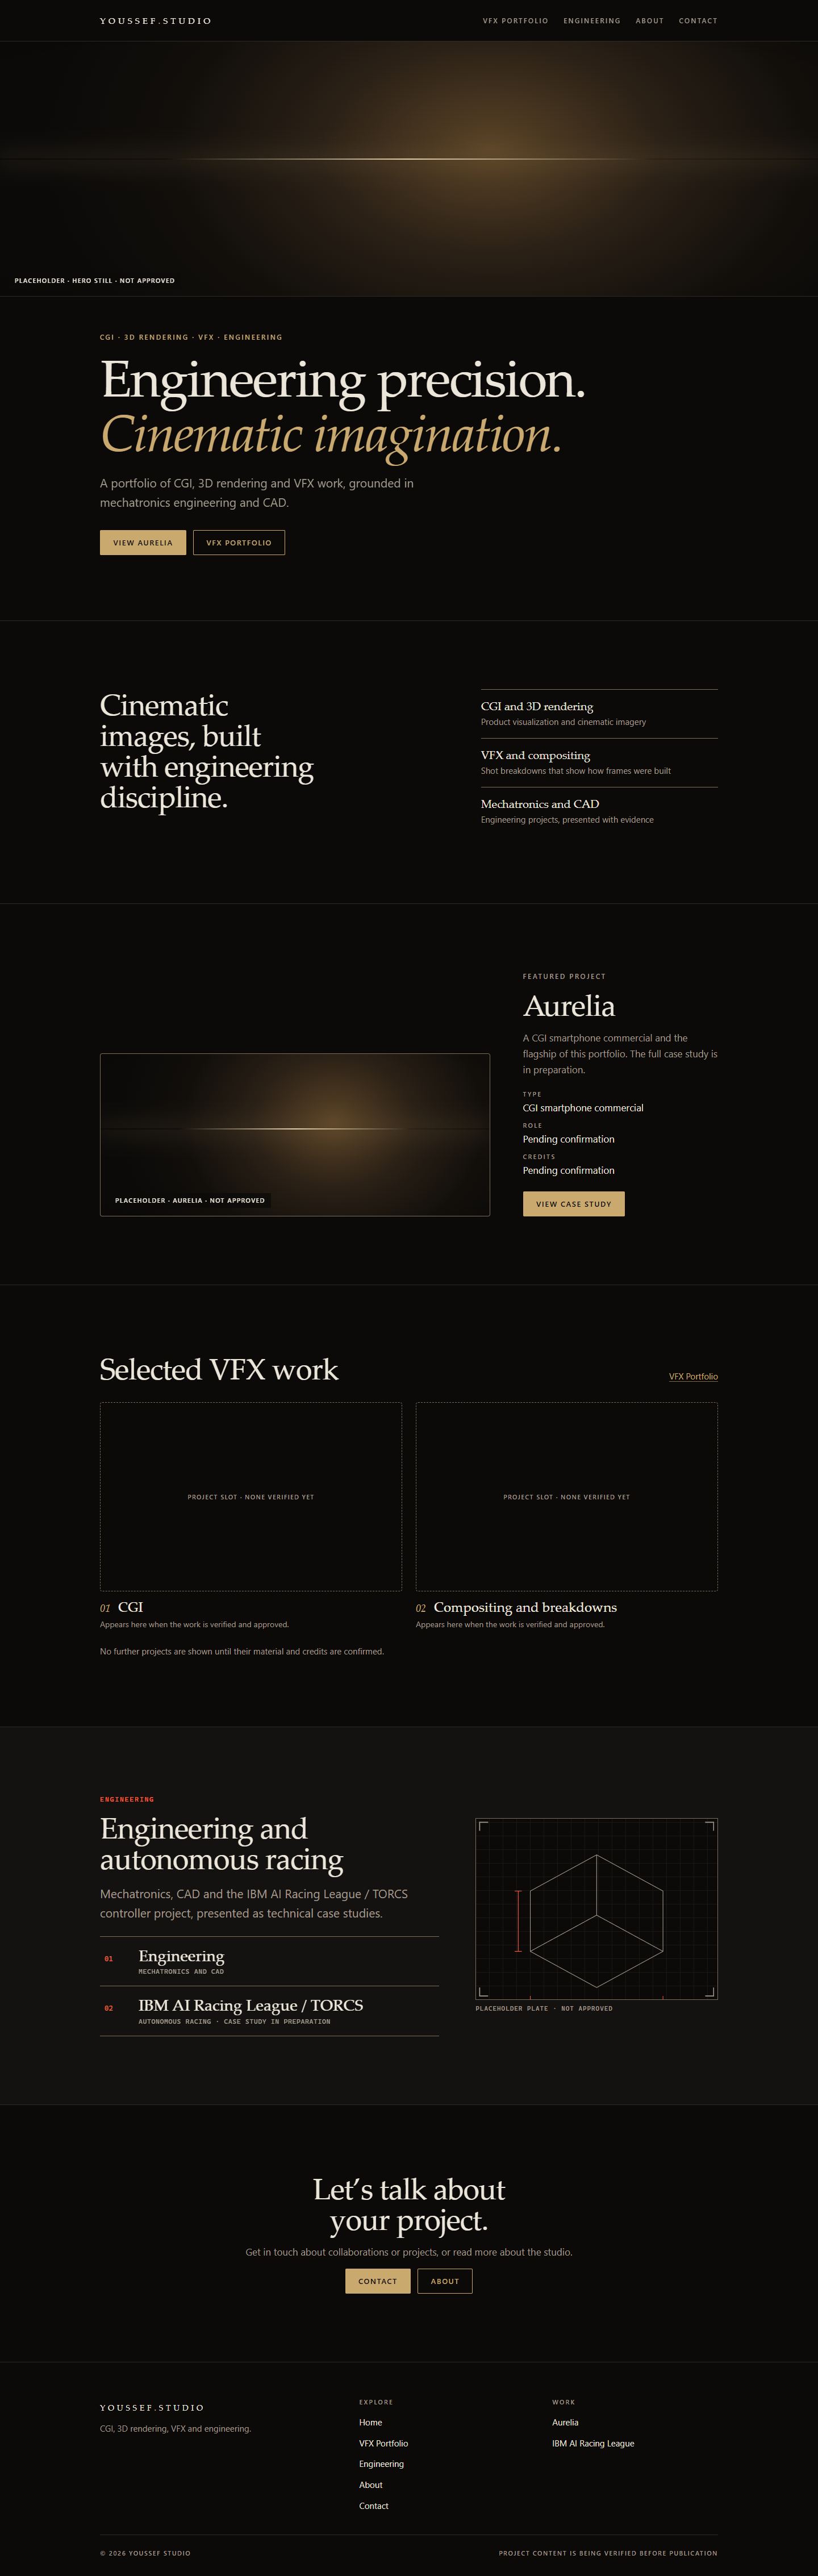 YOUSSEF.STUDIO
VFX PORTFOLIO
ENGINEERING
ABOUT
CONTACT
PLACEHOLDER - HERO STILL - NOT APPROVED
CGI · 3D RENDERING · VFX · ENGINEERING
Engineering precision.
Cinematic imagination.
A portfolio of CGI, 3D rendering and VFX work, grounded in
mechatronics engineering and CAD.
VIEW AURELIA
VFX PORTFOLIO
Cinematic
images, built
with engineering
discipline.
CGI and 3D rendering
Product visualization and cinematic imagery
VFX and compositing
Shot breakdowns that show how frames were built
Mechatronics and CAD
Engineering projects, presented with evidence
PLACEHOLDER - AURELIA - NOT APPROVED
FEATURED PROJECT
Aurelia
A CGI smartphone commercial and the
flagship of this portfolio. The full case study is
in preparation.
TYPE
CGI smartphone commercial
ROLE
Pending confirmation
CREDITS
Pending confirmation
VIEW CASE STUDY
Selected VFX work
VFX Portfolio
PROJECT SLOT - NONE VERIFIED YET
PROJECT SLOT - NONE VERIFIED YET
01 CGI
Appears here when the work is verified and approved.
02 Compositing and breakdowns
Appears here when the work is verified and approved.
No further projects are shown until their material and credits are confirmed.
ENGINEERING
Engineering and
autonomous racing
Mechatronics, CAD and the IBM AI Racing League / TORCS
controller project, presented as technical case studies.
01 Engineering
MECHATRONICS AND CAD
02 IBM AI Racing League / TORCS
AUTONOMOUS RACING · CASE STUDY IN PREPARATION
PLACEHOLDER PLATE · NOT APPROVED
Let’s talk about
your project.
Get in touch about collaborations or projects, or read more about the studio.
CONTACT
ABOUT
YOUSSEF.STUDIO
CGI, 3D rendering, VFX and engineering.
EXPLORE
Home
VFX Portfolio
Engineering
About
Contact
WORK
Aurelia
IBM AI Racing League
© 2026 YOUSSEF STUDIO
PROJECT CONTENT IS BEING VERIFIED BEFORE PUBLICATION